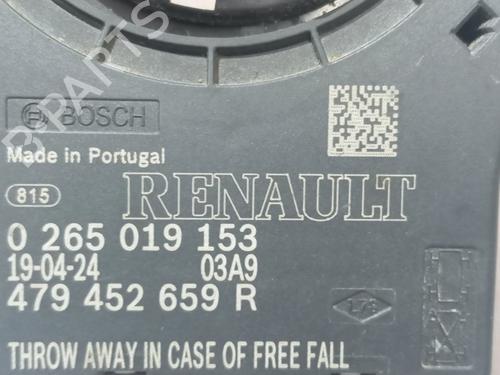 BOSCH
Made in Portugal
815
RENAULT
0 265 019 153
19-04-24 03A9
479 452 659 R
THROW AWAY IN CASE OF FREE FALL
B-PARTS